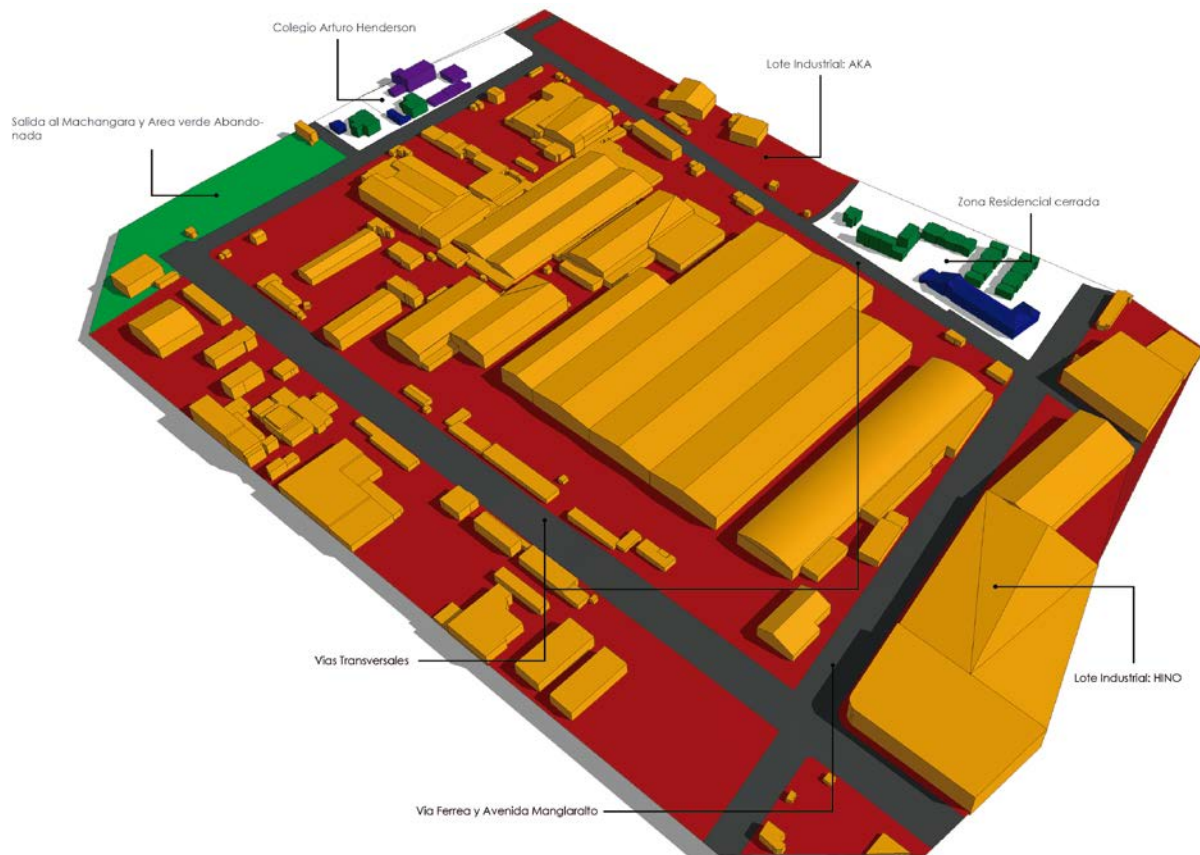 Colegio Arturo Henderson
Lote Industrial: AKA
Salida al Machangara y Area verde Abando-
nada
Zona Residencial cerrada
Vias Transversales
Lote Industrial: HINO
Via Ferrea y Avenida Manglaralto